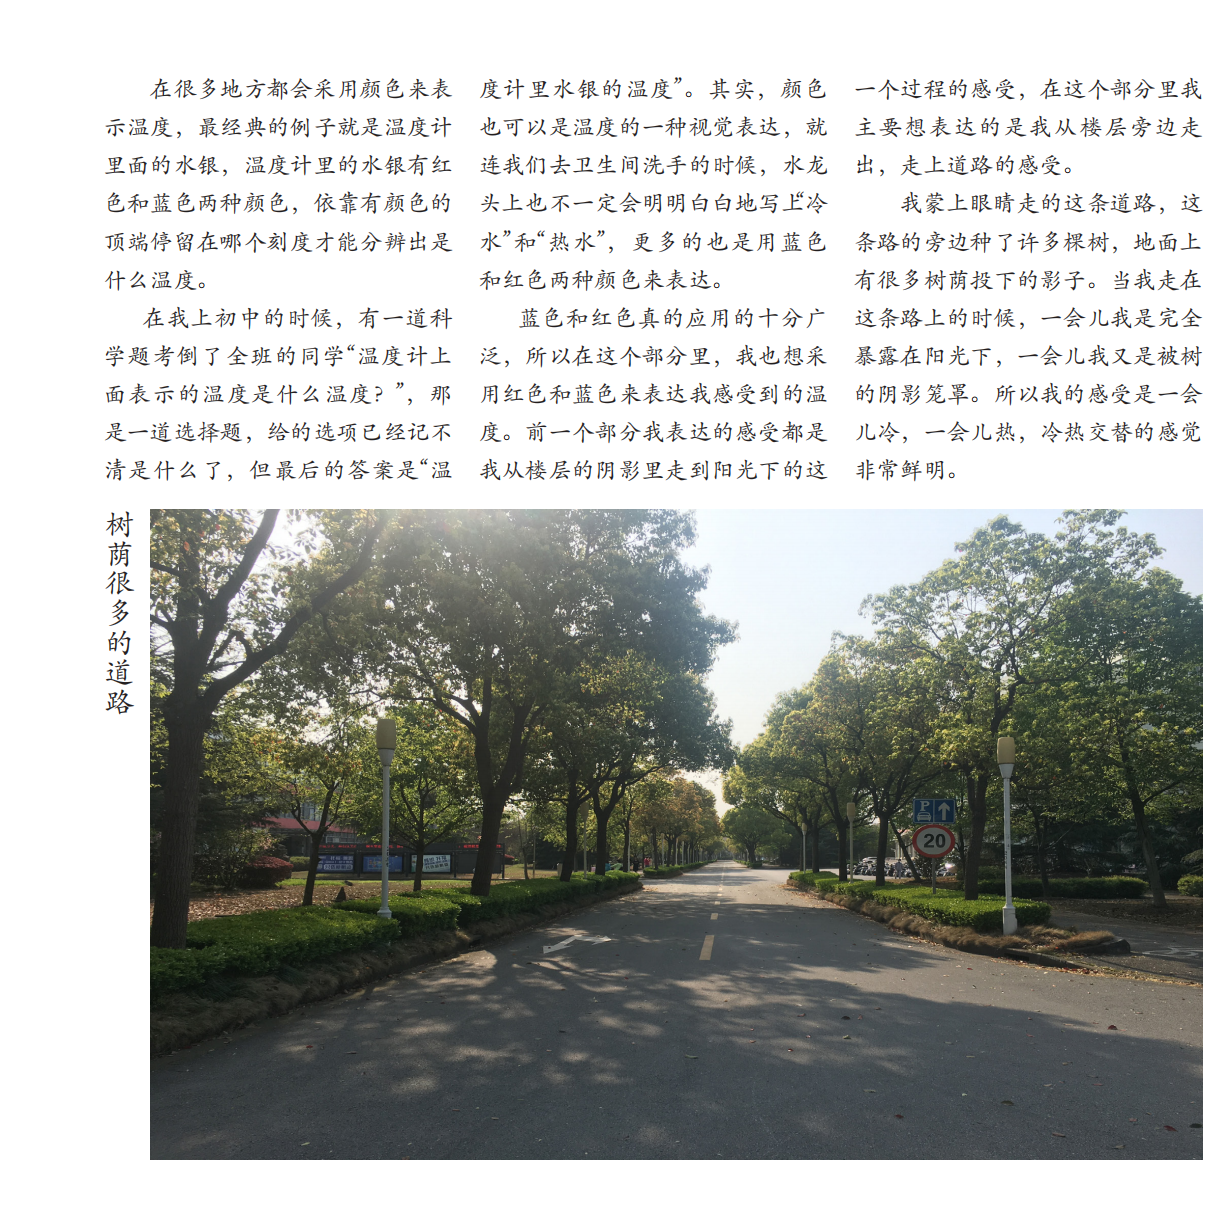 在很多地方都会采用颜色来表
示温度，最经典的例子就是温度计
里面的水银，温度计里的水银有红
色和蓝色两种颜色，依靠有颜色的
顶端停留在哪个刻度才能分辨出是
什么温度。
在我上初中的时候，有一道科
学题考倒了全班的同学“温度计上
面表示的温度是什么温度？”，那
是一道选择题，给的选项已经记不
清是什么了，但最后的答案是“温
度计里水银的温度”。其实，颜色
也可以是温度的一种视觉表达，就
连我们去卫生间洗手的时候，水龙
头上也不一定会明明白白地写上“冷
水”和“热水”，更多的也是用蓝色
和红色两种颜色来表达。
蓝色和红色真的应用的十分广
泛，所以在这个部分里，我也想采
用红色和蓝色来表达我感受到的温
度。前一个部分我表达的感受都是
我从楼层的阴影里走到阳光下的这
一个过程的感受，在这个部分里我
主要想表达的是我从楼层旁边走
出，走上道路的感受。
我蒙上眼睛走的这条道路，这
条路的旁边种了许多棵树，地面上
有很多树荫投下的影子。当我走在
这条路上的时候，一会儿我是完全
暴露在阳光下，一会儿我又是被树
的阴影笼罩。所以我的感受是一会
儿冷，一会儿热，冷热交替的感觉
非常鲜明。
树荫很多的道路
P
20